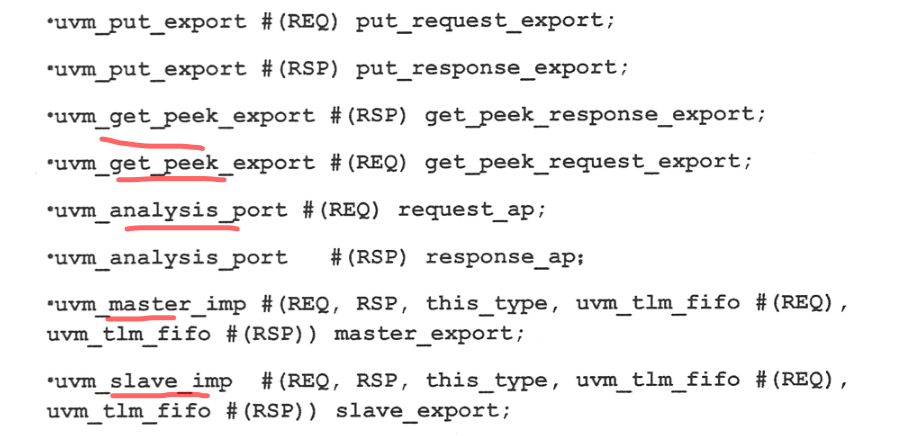 •uvm_put_export #(REQ) put_request_export;
•uvm_put_export #(RSP) put_response_export;
•uvm_get_peek_export #(RSP) get_peek_response_export;
•uvm_get_peek_export #(REQ) get_peek_request_export;
•uvm_analysis_port #(REQ) request_ap;
•uvm_analysis_port #(RSP) response_ap;
•uvm_master_imp #(REQ, RSP, this_type, uvm_tlm_fifo #(REQ),
uvm_tlm_fifo #(RSP)) master_export;
•uvm_slave_imp #(REQ, RSP, this_type, uvm_tlm_fifo #(REQ),
uvm_tlm_fifo #(RSP)) slave_export;